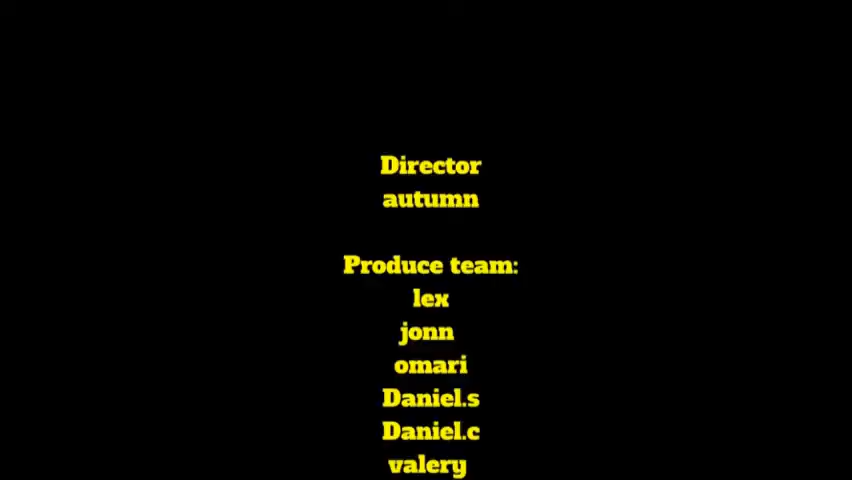 Director
autumn
Produce team:
lex
jonn
omari
Daniel.s
Daniel.c
valery